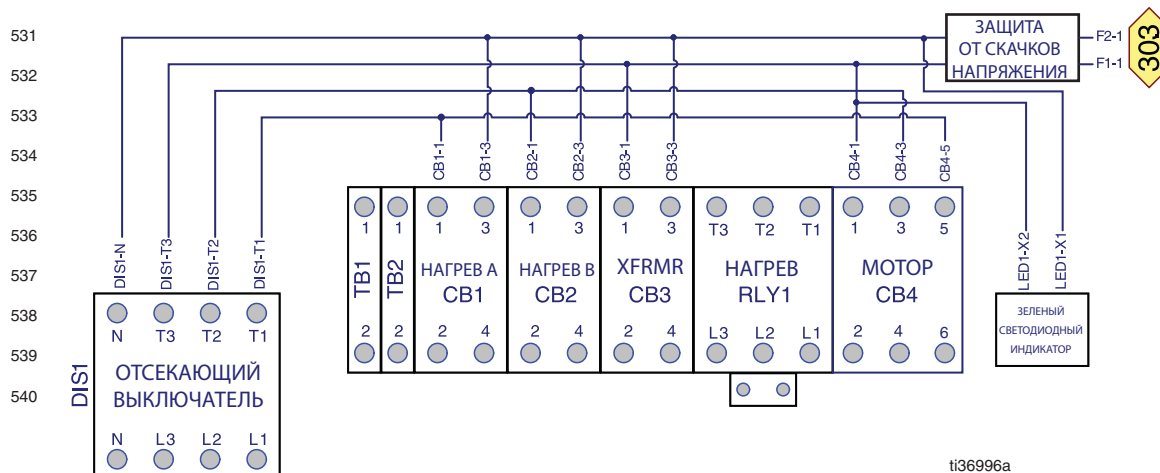 531
532
533
534
535
536
537
538
539
540
ЗАЩИТА
ОТ СКАЧКОВ
НАПРЯЖЕНИЯ
F2-1
F1-1
303
CB1-1
CB1-3
CB2-1
CB2-3
CB3-1
CB3-3
CB4-1
CB4-3
CB4-5
DIS1-N
DIS1-T3
DIS1-T2
DIS1-T1
LED1-X2
LED1-X1
1 1 1 3 1 3 1 3 T3 T2 T1 1 3 5
TB1
TB2
НАГРЕВ A
CB1
НАГРЕВ B
CB2
XFRMR
CB3
НАГРЕВ
RLY1
МОТОР
CB4
2 2 2 4 2 4 2 4 L3 L2 L1 2 4 6
ЗЕЛЕНЫЙ
СВЕТОДИОДНЫЙ
ИНДИКАТОР
DIS1
N T3 T2 T1
ОТСЕКАЮЩИЙ
ВЫКЛЮЧАТЕЛЬ
N L3 L2 L1
ti36996a